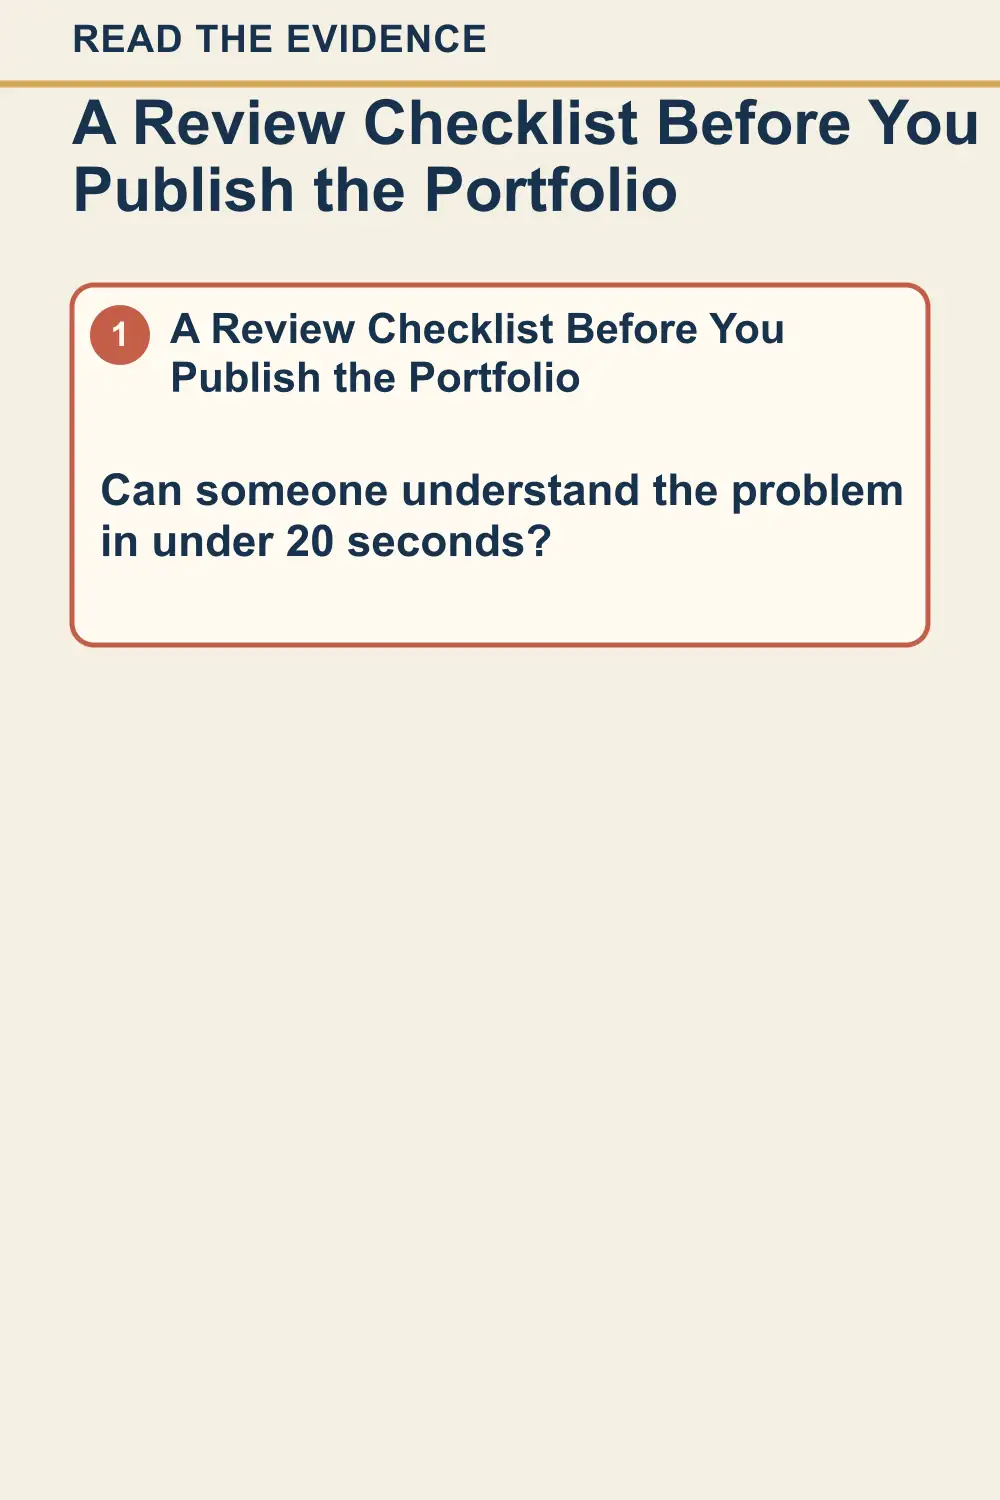 READ THE EVIDENCE
A Review Checklist Before You
Publish the Portfolio
1
A Review Checklist Before You
Publish the Portfolio
Can someone understand the problem
in under 20 seconds?